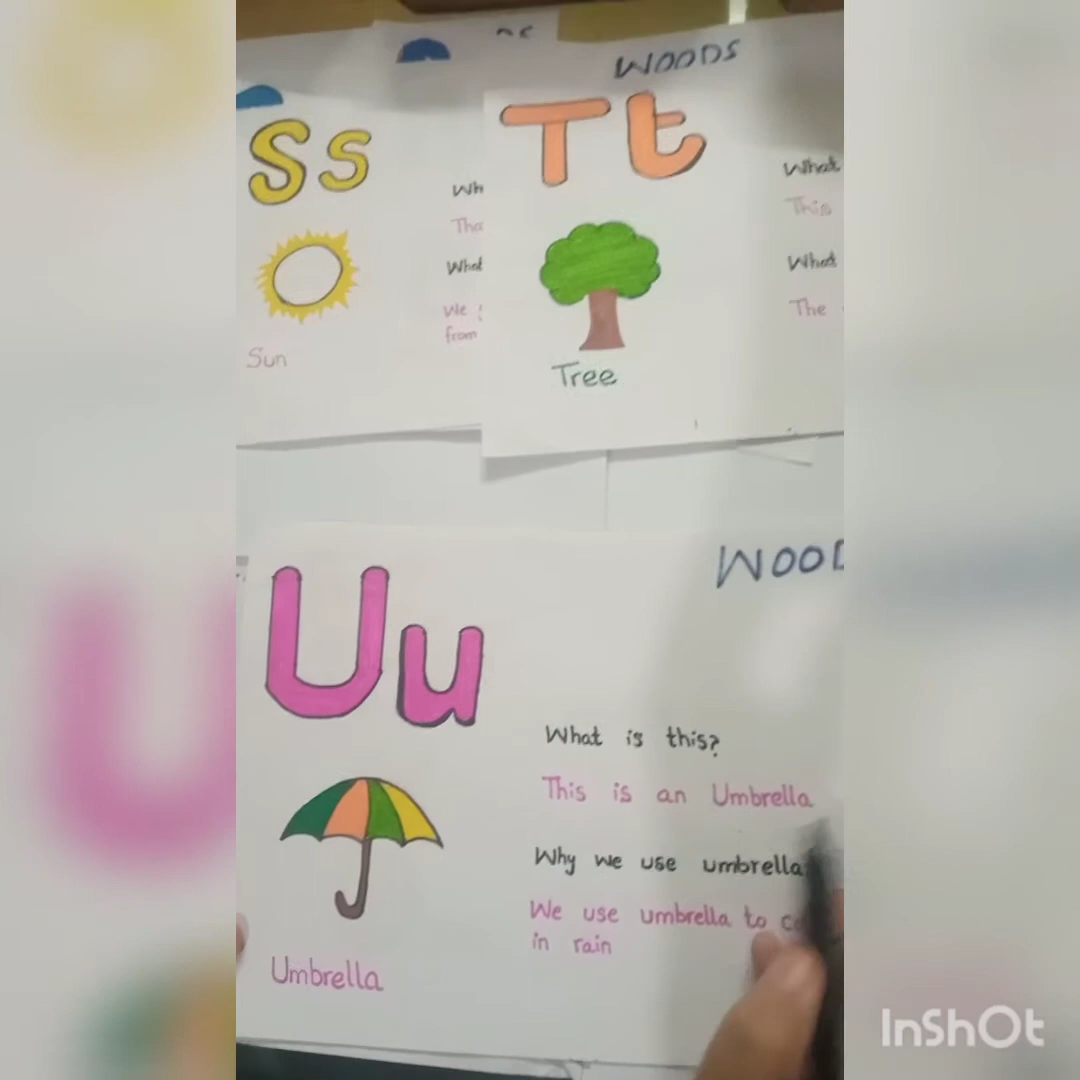 WOODS
Ss
Sun
Tt
What
This
What
The
Tree
We
from
Uu
What is this?
This is an Umbrella
Why we use umbrella
We use umbrella to
in rain
Umbrella
InShOt